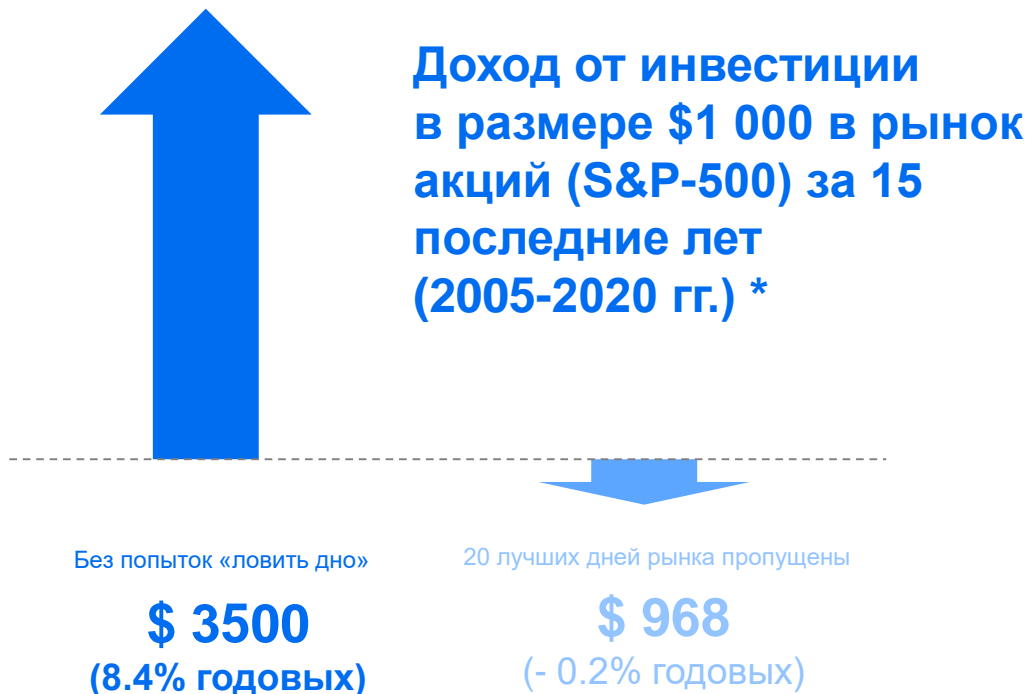 Доход от инвестиции
в размере $1 000 в рынок
акций (S&P-500) за 15
последние лет
(2005-2020 гг.) *
Без попыток «ловить дно»
$ 3500
(8.4% годовых)
20 лучших дней рынка пропущены
$ 968
(- 0.2% годовых)